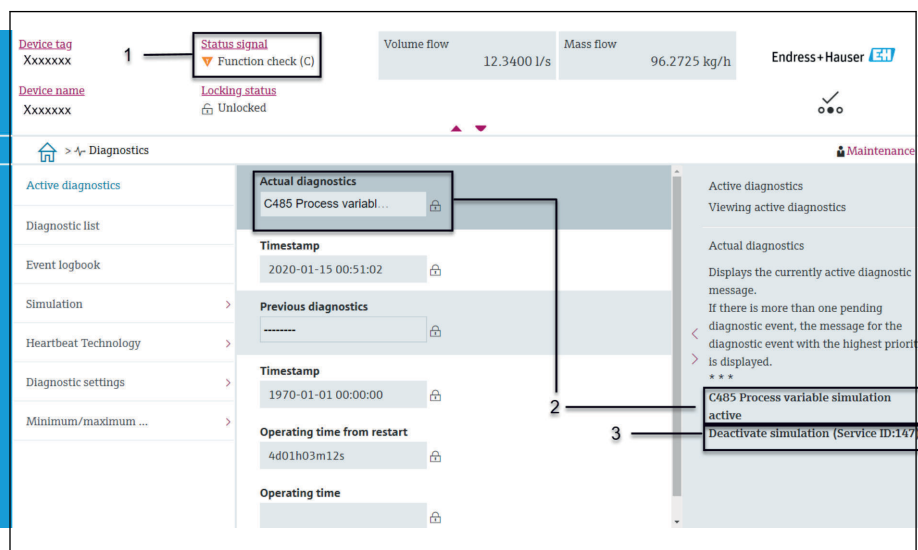 Device tag
Xxxxxxx
1
Status signal
Function check (C)
Volume flow
12.3400 l/s
Mass flow
96.2725 kg/h
Endress+Hauser EH
Device name
Xxxxxxx
Locking status
Unlocked
> Diagnostics
Maintenance
Active diagnostics
Diagnostic list
Event logbook
Simulation
Heartbeat Technology
Diagnostic settings
Minimum/maximum ...
Actual diagnostics
C485 Process variabl...
Timestamp
2020-01-15 00:51:02
Previous diagnostics
--------
Timestamp
1970-01-01 00:00:00
Operating time from restart
4d01h03m12s
Operating time
2
3
Active diagnostics
Viewing active diagnostics
Actual diagnostics
Displays the currently active diagnostic
message.
If there is more than one pending
diagnostic event, the message for the
diagnostic event with the highest priorit
is displayed.
* * *
C485 Process variable simulation
active
Deactivate simulation (Service ID:147)